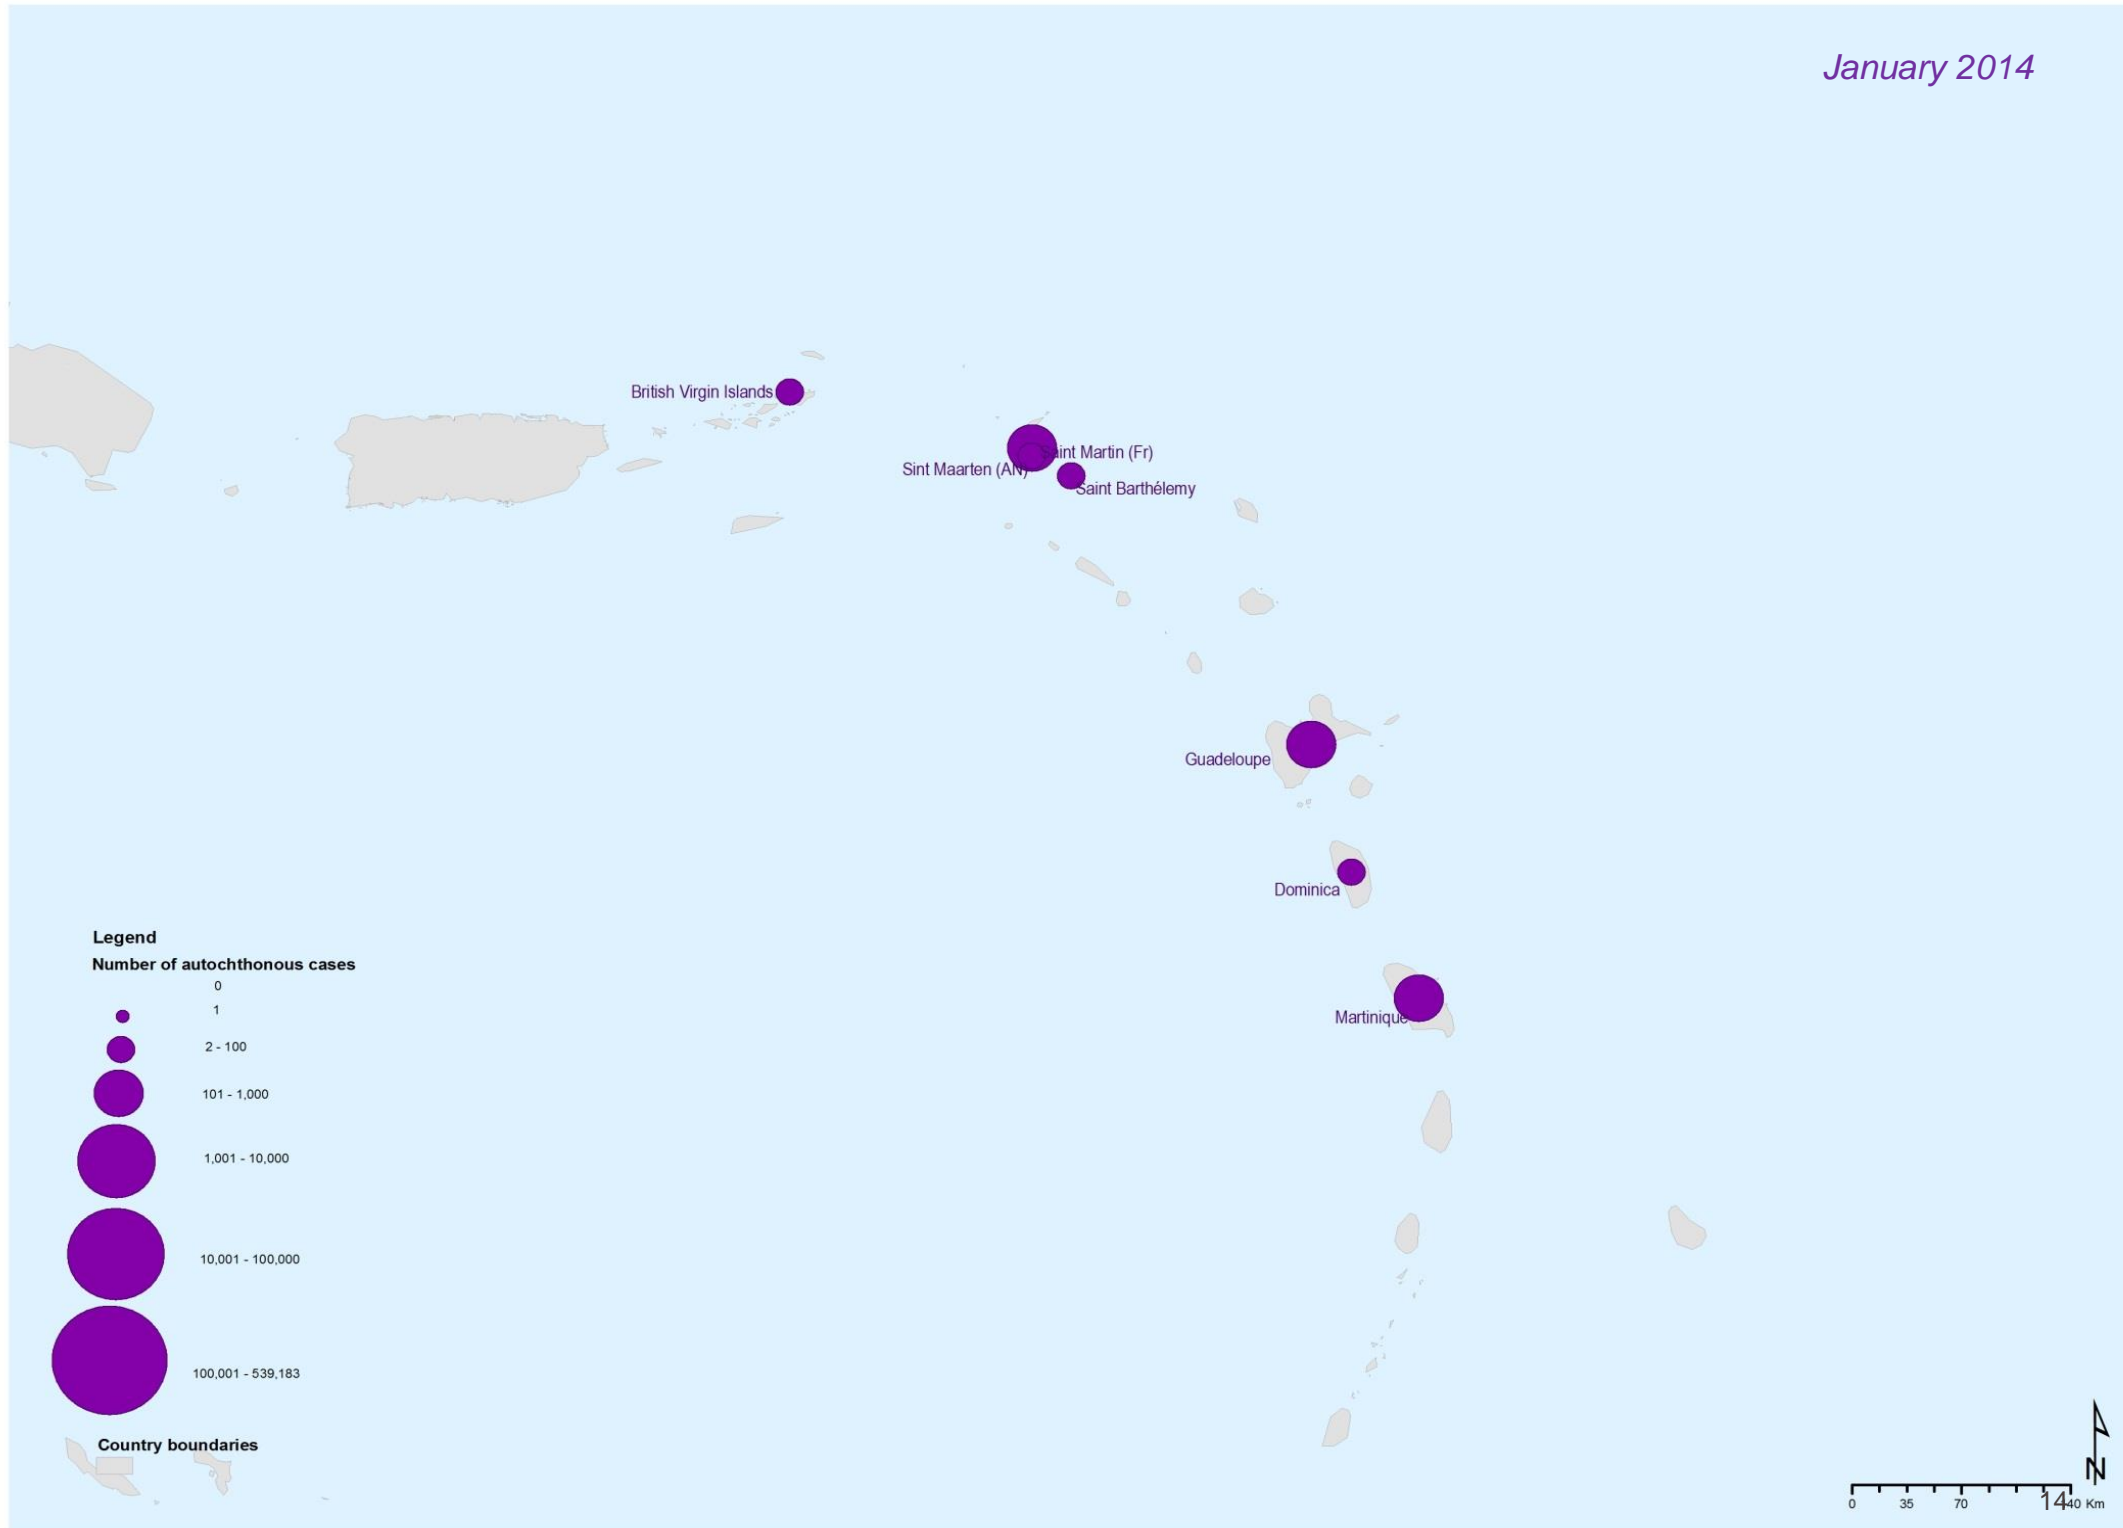 January 2014
British Virgin Islands
Saint Martin (Fr)
Sint Maarten (AN)
Saint Barthélemy
Guadeloupe
Dominica
Martinique
Legend
Number of autochthonous cases
0
1
2 - 100
101 - 1,000
1,001 - 10,000
10,001 - 100,000
100,001 - 539,183
Country boundaries
N
0 35 70 140 Km
14